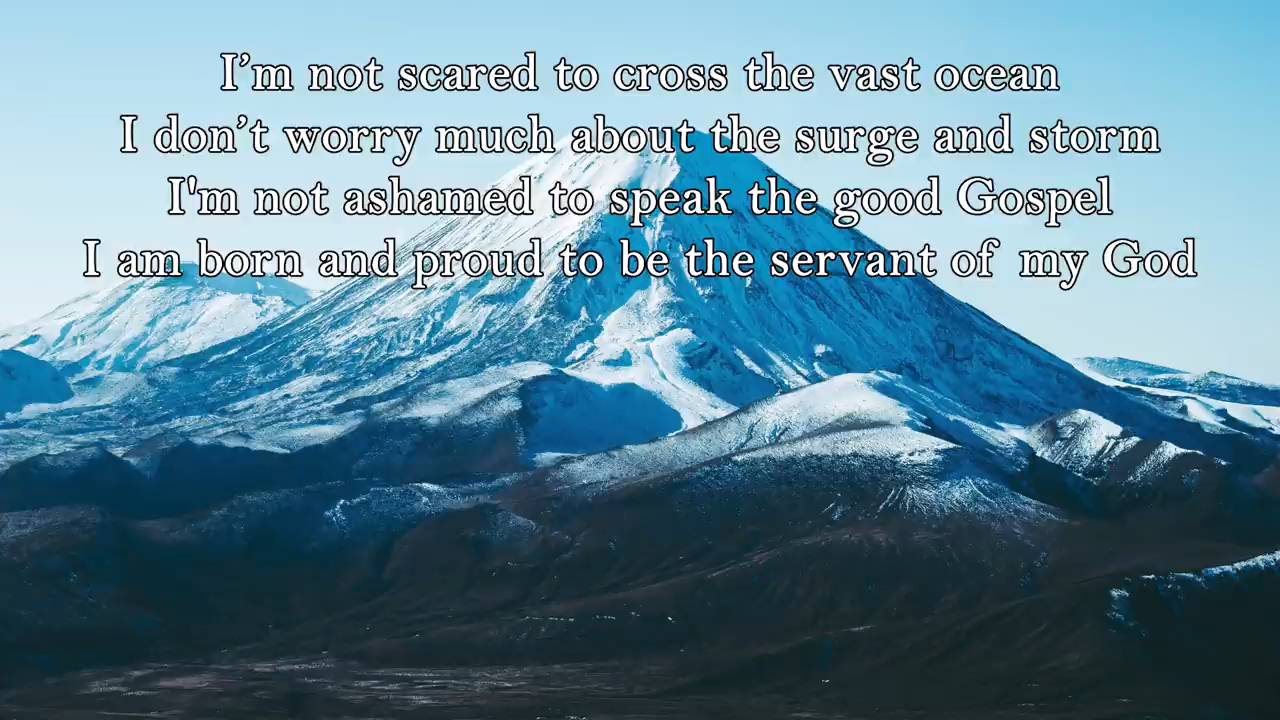 I’m not scared to cross the vast ocean
I don’t worry much about the surge and storm
I'm not ashamed to speak the good Gospel
I am born and proud to be the servant of my God